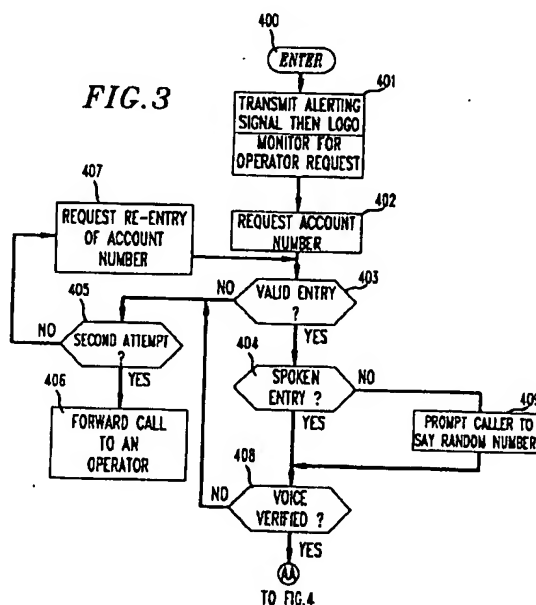 400
ENTER
FIG.3
401
TRANSMIT ALERTING
SIGNAL THEN LOGO
MONITOR FOR
OPERATOR REQUEST
407
REQUEST RE-ENTRY
OF ACCOUNT
NUMBER
402
REQUEST ACCOUNT
NUMBER
403
VALID ENTRY
?
NO
YES
405
SECOND ATTEMPT
?
NO
YES
404
SPOKEN
ENTRY ?
NO
YES
406
FORWARD CALL
TO AN
OPERATOR
409
PROMPT CALLER TO
SAY RANDOM NUMBER
408
VOICE
VERIFIED ?
NO
YES
AA
TO FIG.4